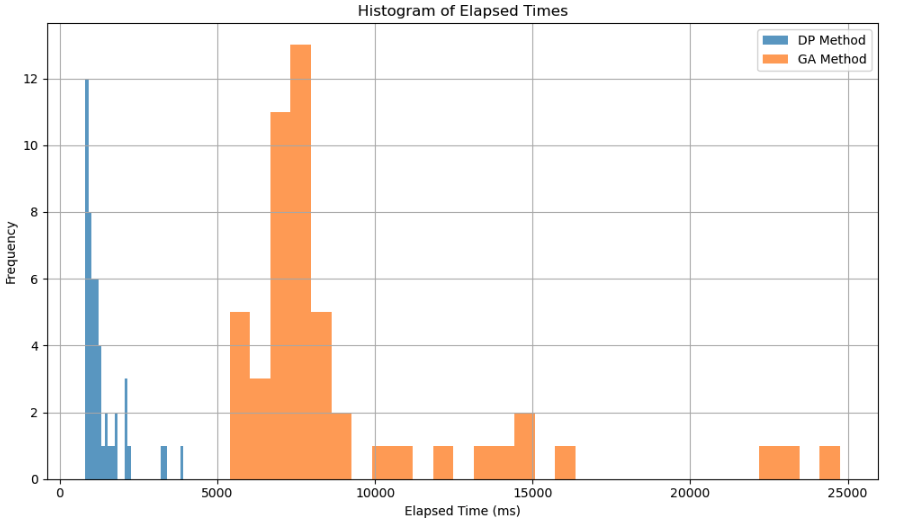 Histogram of Elapsed Times
DP Method
GA Method
Frequency
12
10
8
6
4
2
0
0 5000 10000 15000 20000 25000
Elapsed Time (ms)